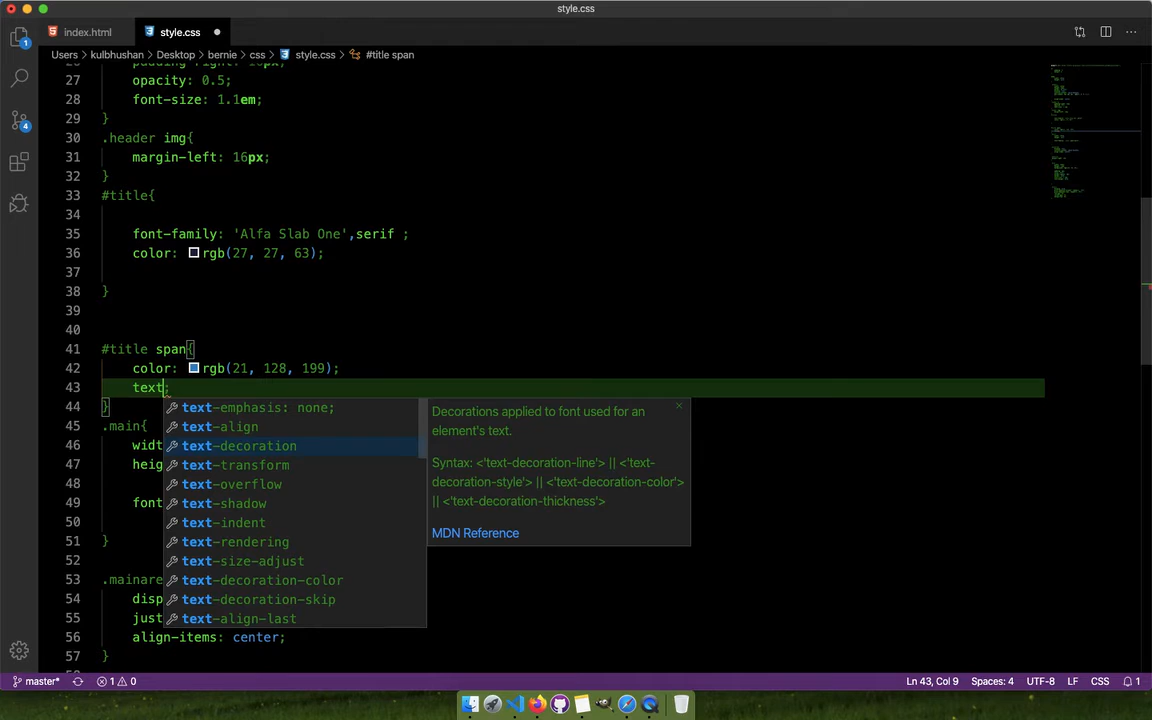 style.css
index.html
style.css
Users > kulbhushan > Desktop > bernie > css > style.css > #title span
27 opacity: 0.5;
28 font-size: 1.1em;
29 }
30 .header img{
31 margin-left: 16px;
32 }
33 #title{
34
35 font-family: 'Alfa Slab One',serif ;
36 color: rgb(27, 27, 63);
37
38 }
39
40
41 #title span{
42 color: rgb(21, 128, 199);
43 text;
44 }
text-emphasis: none;
text-align
text-decoration
text-transform
text-overflow
text-shadow
text-indent
text-rendering
text-size-adjust
text-decoration-color
text-decoration-skip
text-align-last
Decorations applied to font used for an
element's text.
Syntax: <'text-decoration-line'> || <'text-
decoration-style'> || <'text-decoration-color'>
|| <'text-decoration-thickness'>
MDN Reference
45 .main{
46 widt
47 heig
48
49 font
50
51 }
52
53 .mainare
54 disp
55 just
56 align-items: center;
57 }
master* 1 0
Ln 43, Col 9 Spaces: 4 UTF-8 LF CSS 1
1
4